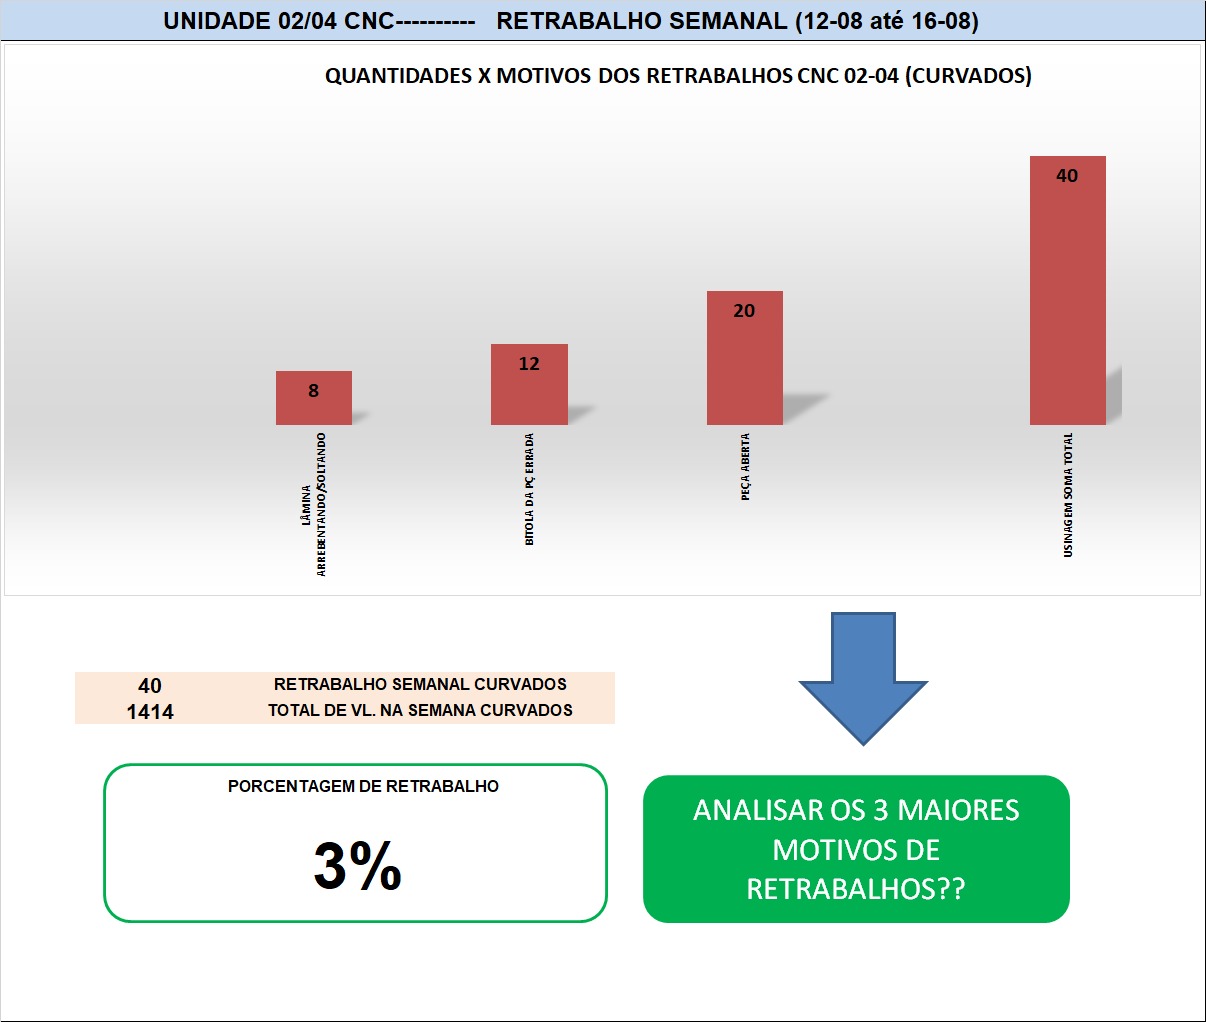 UNIDADE 02/04 CNC---------- RETRABALHO SEMANAL (12-08 até 16-08)
QUANTIDADES X MOTIVOS DOS RETRABALHOS CNC 02-04 (CURVADOS)
8
12
20
40
LÂMINA
ARREBENTANDO/SOLTANDO
BITOLA DA PÇ ERRADA
PEÇA ABERTA
USINAGEM SOMA TOTAL
40 RETRABALHO SEMANAL CURVADOS
1414 TOTAL DE VL. NA SEMANA CURVADOS
PORCENTAGEM DE RETRABALHO
3%
ANALISAR OS 3 MAIORES
MOTIVOS DE
RETRABALHOS??